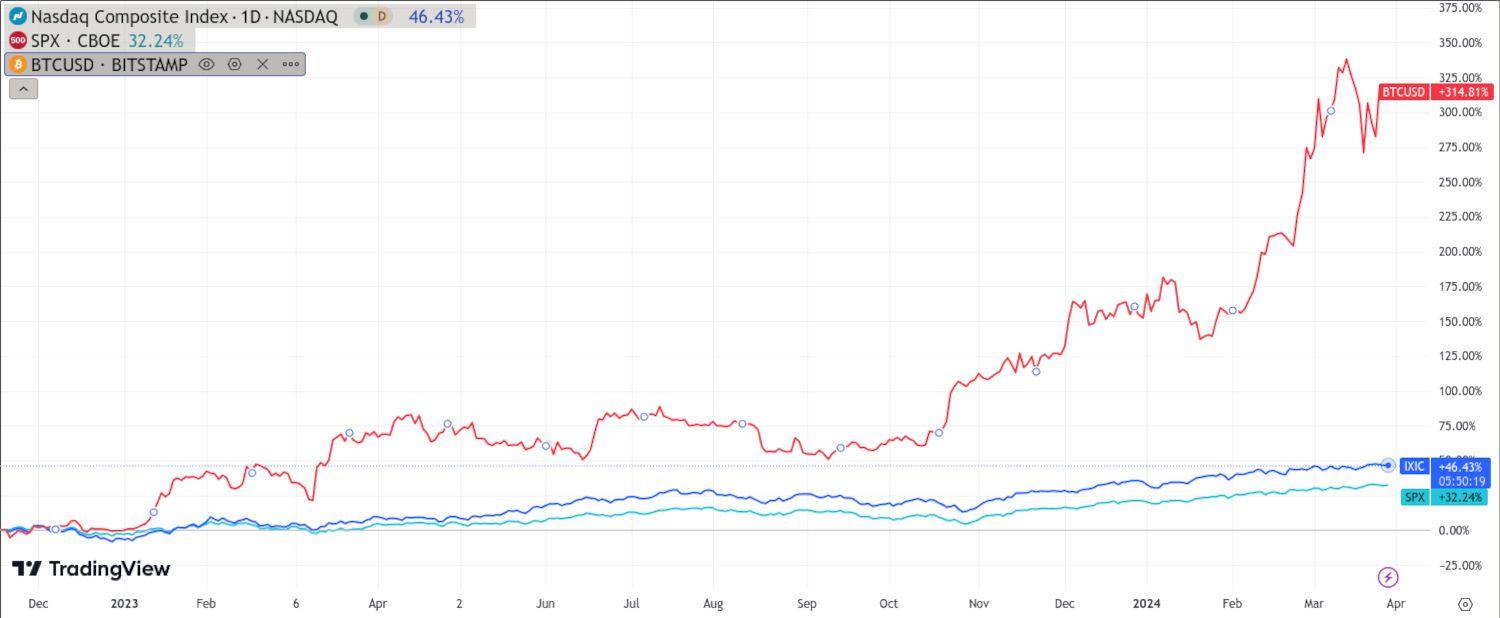 Nasdaq Composite Index · 1D · NASDAQ D 46.43%
500 SPX · CBOE 32.24%
BTCUSD · BITSTAMP
375.00%
350.00%
325.00%
BTCUSD +314.81%
300.00%
275.00%
250.00%
225.00%
200.00%
175.00%
150.00%
125.00%
100.00%
75.00%
50.00%
IXIC +46.43%
05:50:19
SPX +32.24%
0.00%
-25.00%
TradingView
Dec 2023 Feb 6 Apr 2 Jun Jul Aug Sep Oct Nov Dec 2024 Feb Mar Apr